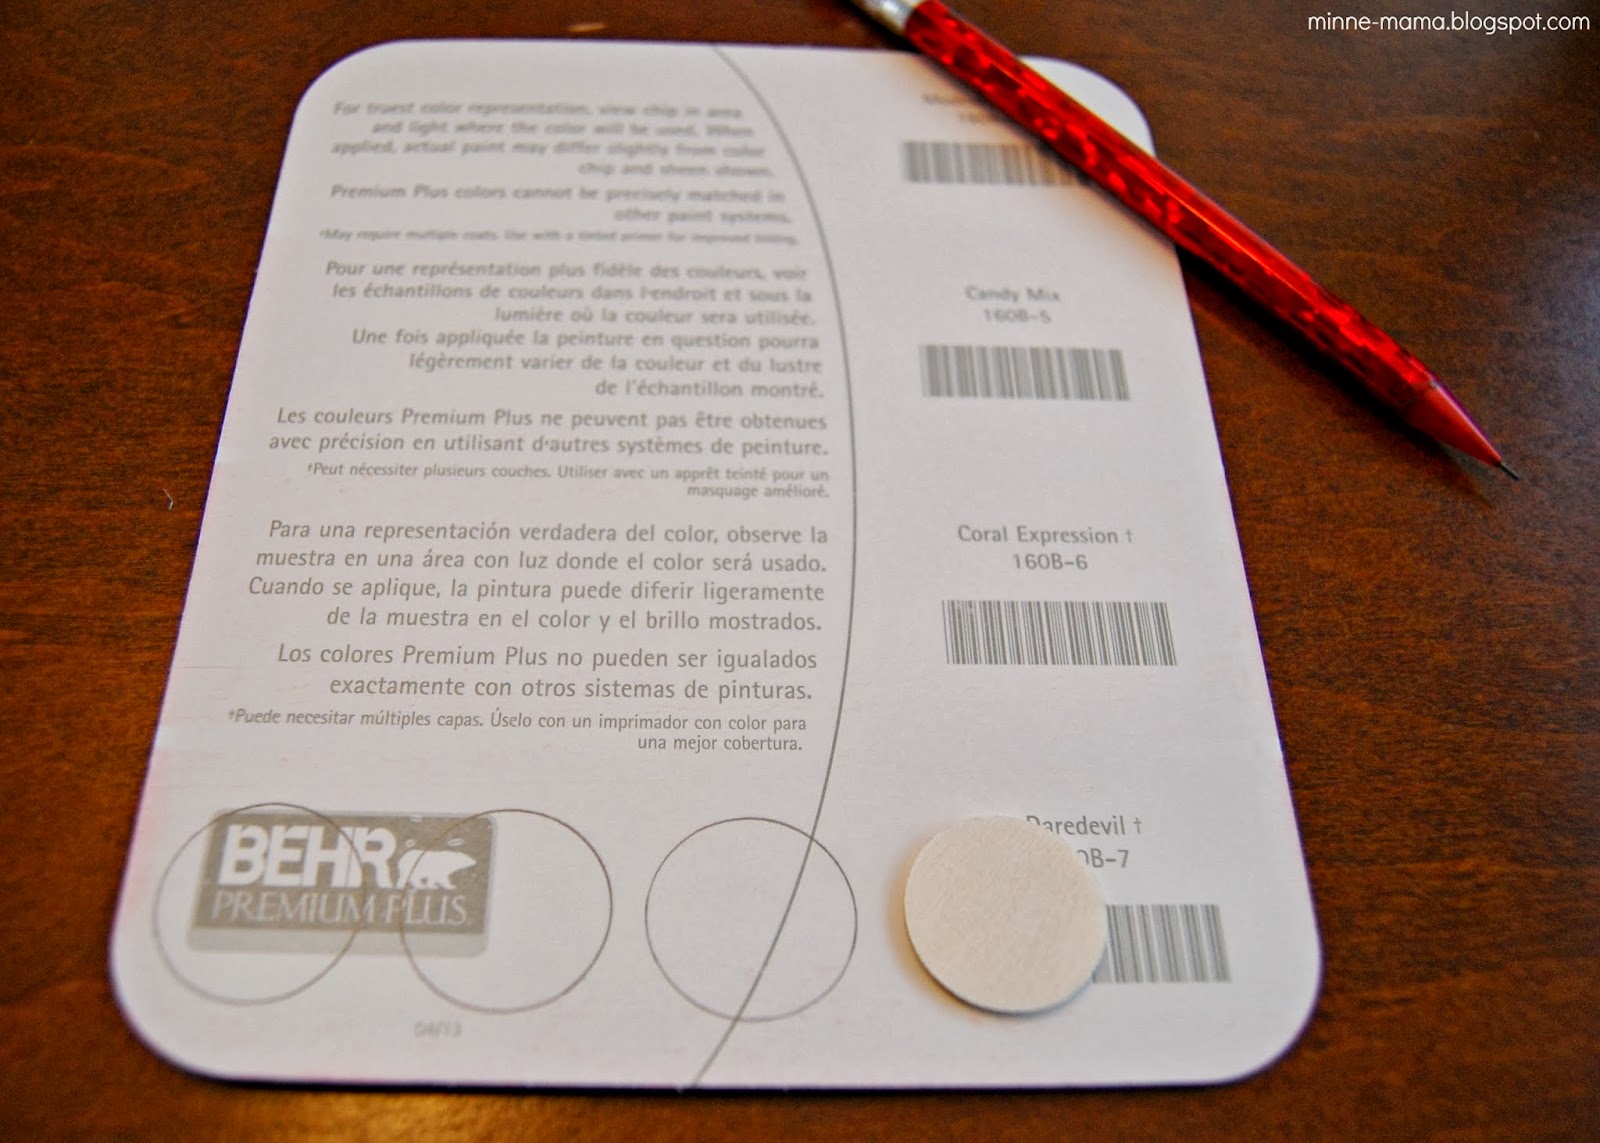 minne-mama.blogspot.com
For truest color representation, view chip in area
and light where the color will be used. When
applied, actual paint may differ slightly from color
chip and sheen shown.
Premium Plus colors cannot be precisely matched in
other paint systems.
†May require multiple coats. Use with a tinted primer for improved hiding.
Pour une représentation plus fidèle des couleurs, voir
les échantillons de couleurs dans l'endroit et sous la
lumière où la couleur sera utilisée.
Une fois appliquée la peinture en question pourra
légèrement varier de la couleur et du lustre
de l'échantillon montré.
Les couleurs Premium Plus ne peuvent pas être obtenues
avec précision en utilisant d'autres systèmes de peinture.
†Peut nécessiter plusieurs couches. Utiliser avec un apprêt teinté pour un
masquage amélioré.
Para una representación verdadera del color, observe la
muestra en una área con luz donde el color será usado.
Cuando se aplique, la pintura puede diferir ligeramente
de la muestra en el color y el brillo mostrados.
Los colores Premium Plus no pueden ser igualados
exactamente con otros sistemas de pinturas.
†Puede necesitar múltiples capas. Úselo con un imprimador con color para
una mejor cobertura.
BEHR
PREMIUM PLUS
04/13
Candy Mix
160B-5
Coral Expression †
160B-6
Daredevil †
0B-7